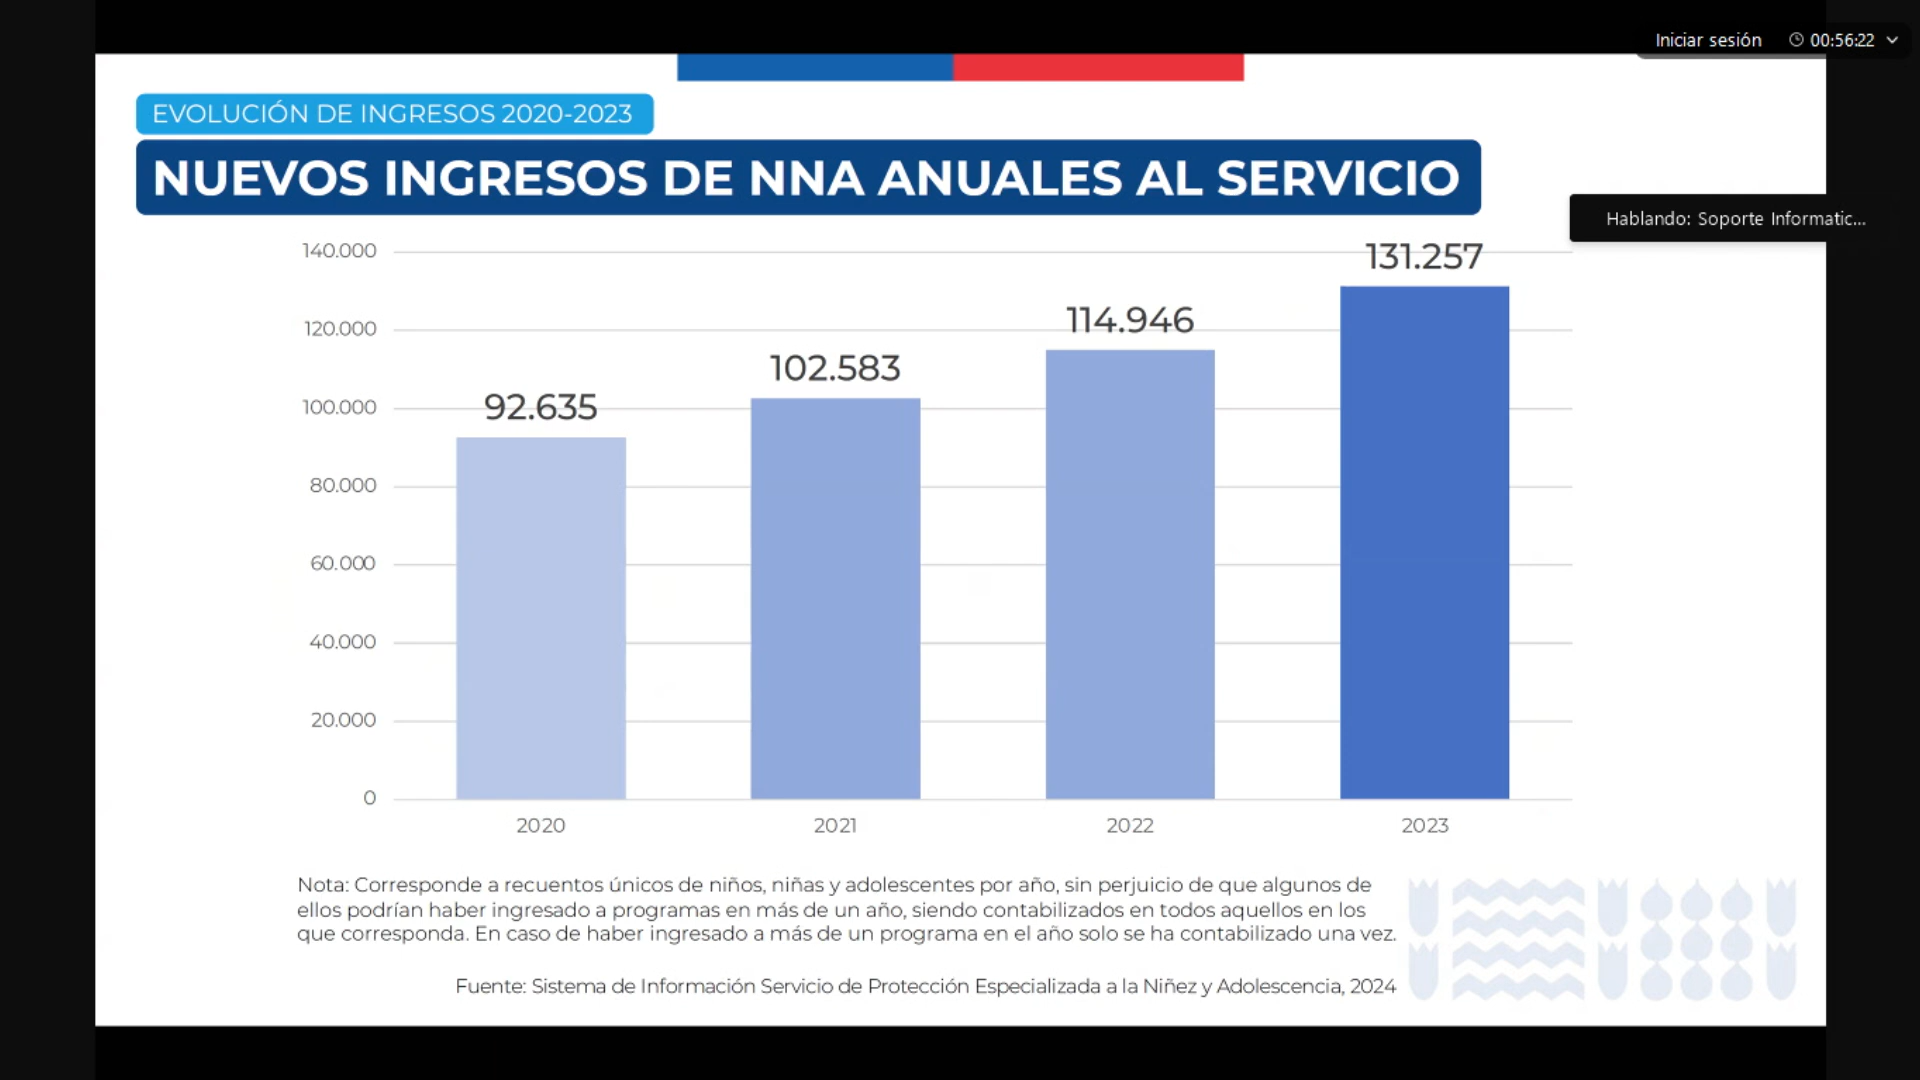 Iniciar sesión 00:56:22
EVOLUCIÓN DE INGRESOS 2020-2023
NUEVOS INGRESOS DE NNA ANUALES AL SERVICIO
Hablando: Soporte Informatic...
140.000
120.000
100.000
80.000
60.000
40.000
20.000
0
92.635
102.583
114.946
131.257
2020
2021
2022
2023
Nota: Corresponde a recuentos únicos de niños, niñas y adolescentes por año, sin perjuicio de que algunos de
ellos podrían haber ingresado a programas en más de un año, siendo contabilizados en todos aquellos en los
que corresponda. En caso de haber ingresado a más de un programa en el año solo se ha contabilizado una vez.
Fuente: Sistema de Información Servicio de Protección Especializada a la Niñez y Adolescencia, 2024